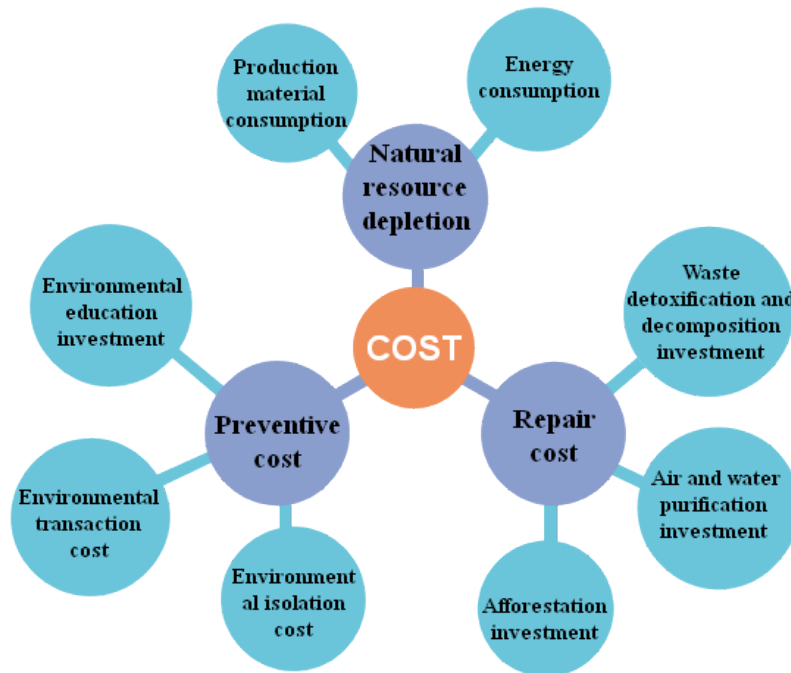 Production
material
consumption
Energy
consumption
Natural
resource
depletion
Environmental
education
investment
Waste
detoxification and
decomposition
investment
COST
Preventive
cost
Repair
cost
Environmental
transaction
cost
Air and water
purification
investment
Environment
al isolation
cost
Afforestation
investment